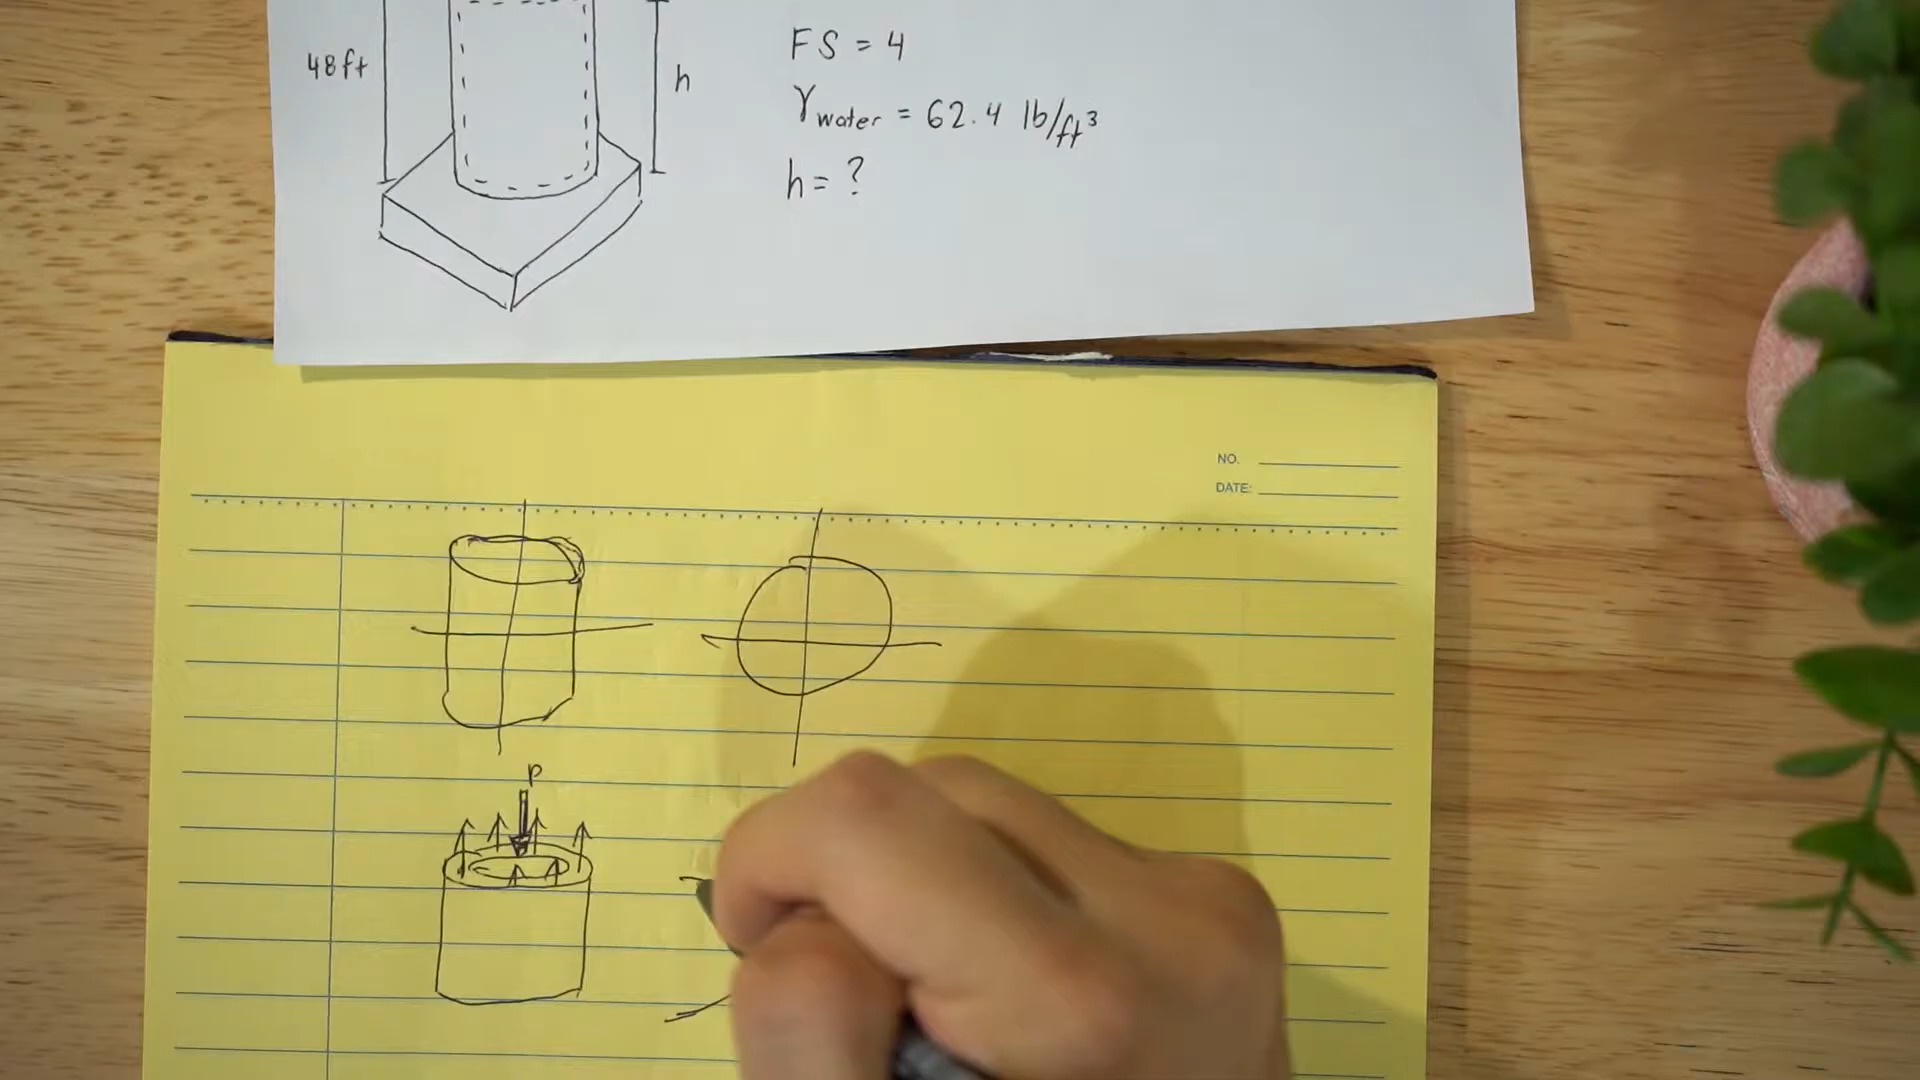 48ft
h
FS = 4
γwater = 62.4 lb/ft³
h = ?
NO.
DATE:
P